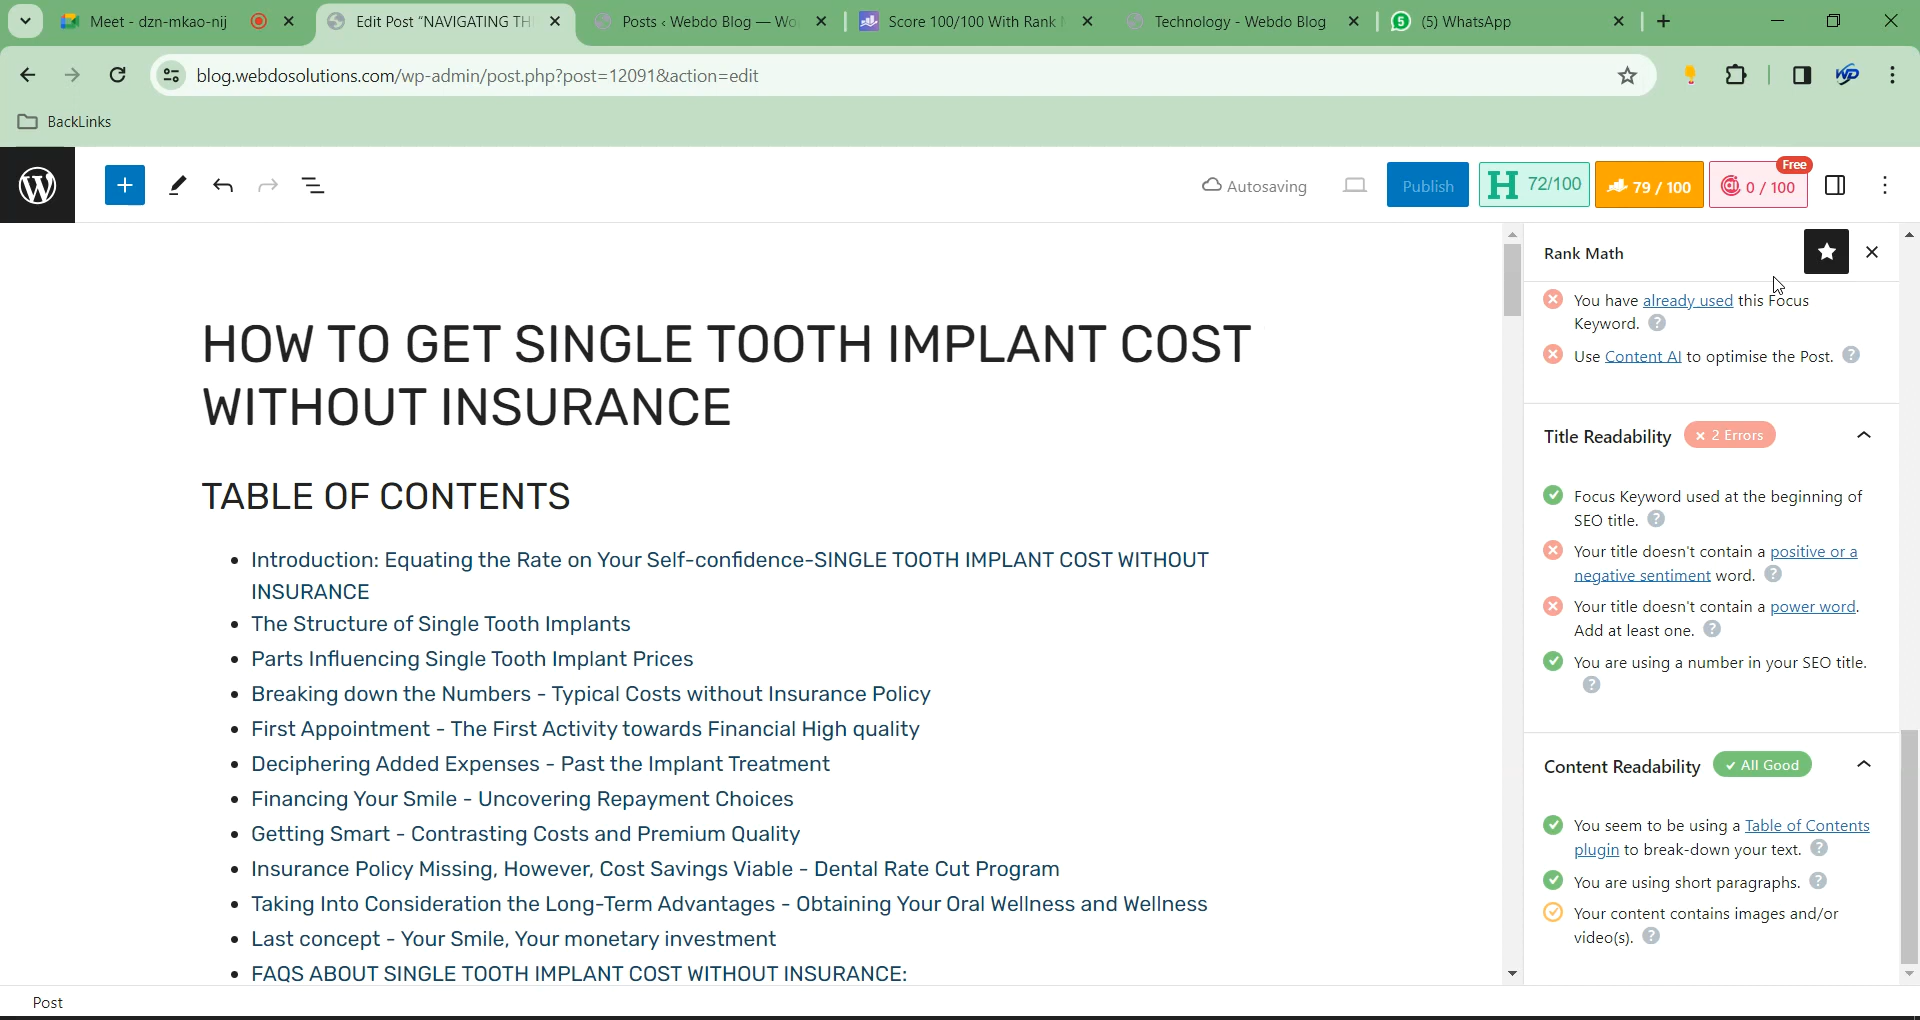 Meet - dzn-mkao-nij
Edit Post “NAVIGATING TH
Posts ‹ Webdo Blog — Wo
Score 100/100 With Rank
Technology - Webdo Blog
5
(5) WhatsApp
blog.webdosolutions.com/wp-admin/post.php?post=12091&action=edit
WP
BackLinks
Autosaving
Publish
H 72/100
79 / 100
Free
ai 0 / 100
HOW TO GET SINGLE TOOTH IMPLANT COST
WITHOUT INSURANCE
TABLE OF CONTENTS
• Introduction: Equating the Rate on Your Self-confidence-SINGLE TOOTH IMPLANT COST WITHOUT
INSURANCE
• The Structure of Single Tooth Implants
• Parts Influencing Single Tooth Implant Prices
• Breaking down the Numbers - Typical Costs without Insurance Policy
• First Appointment - The First Activity towards Financial High quality
• Deciphering Added Expenses - Past the Implant Treatment
• Financing Your Smile - Uncovering Repayment Choices
• Getting Smart - Contrasting Costs and Premium Quality
• Insurance Policy Missing, However, Cost Savings Viable - Dental Rate Cut Program
• Taking Into Consideration the Long-Term Advantages - Obtaining Your Oral Wellness and Wellness
• Last concept - Your Smile, Your monetary investment
• FAQS ABOUT SINGLE TOOTH IMPLANT COST WITHOUT INSURANCE:
Rank Math
You have already used this Focus
Keyword. ?
Use Content AI to optimise the Post. ?
Title Readability × 2 Errors
Focus Keyword used at the beginning of
SEO title. ?
Your title doesn't contain a positive or a
negative sentiment word. ?
Your title doesn't contain a power word.
Add at least one. ?
You are using a number in your SEO title.
?
Content Readability ✓ All Good
You seem to be using a Table of Contents
plugin to break-down your text. ?
You are using short paragraphs. ?
Your content contains images and/or
video(s). ?
Post